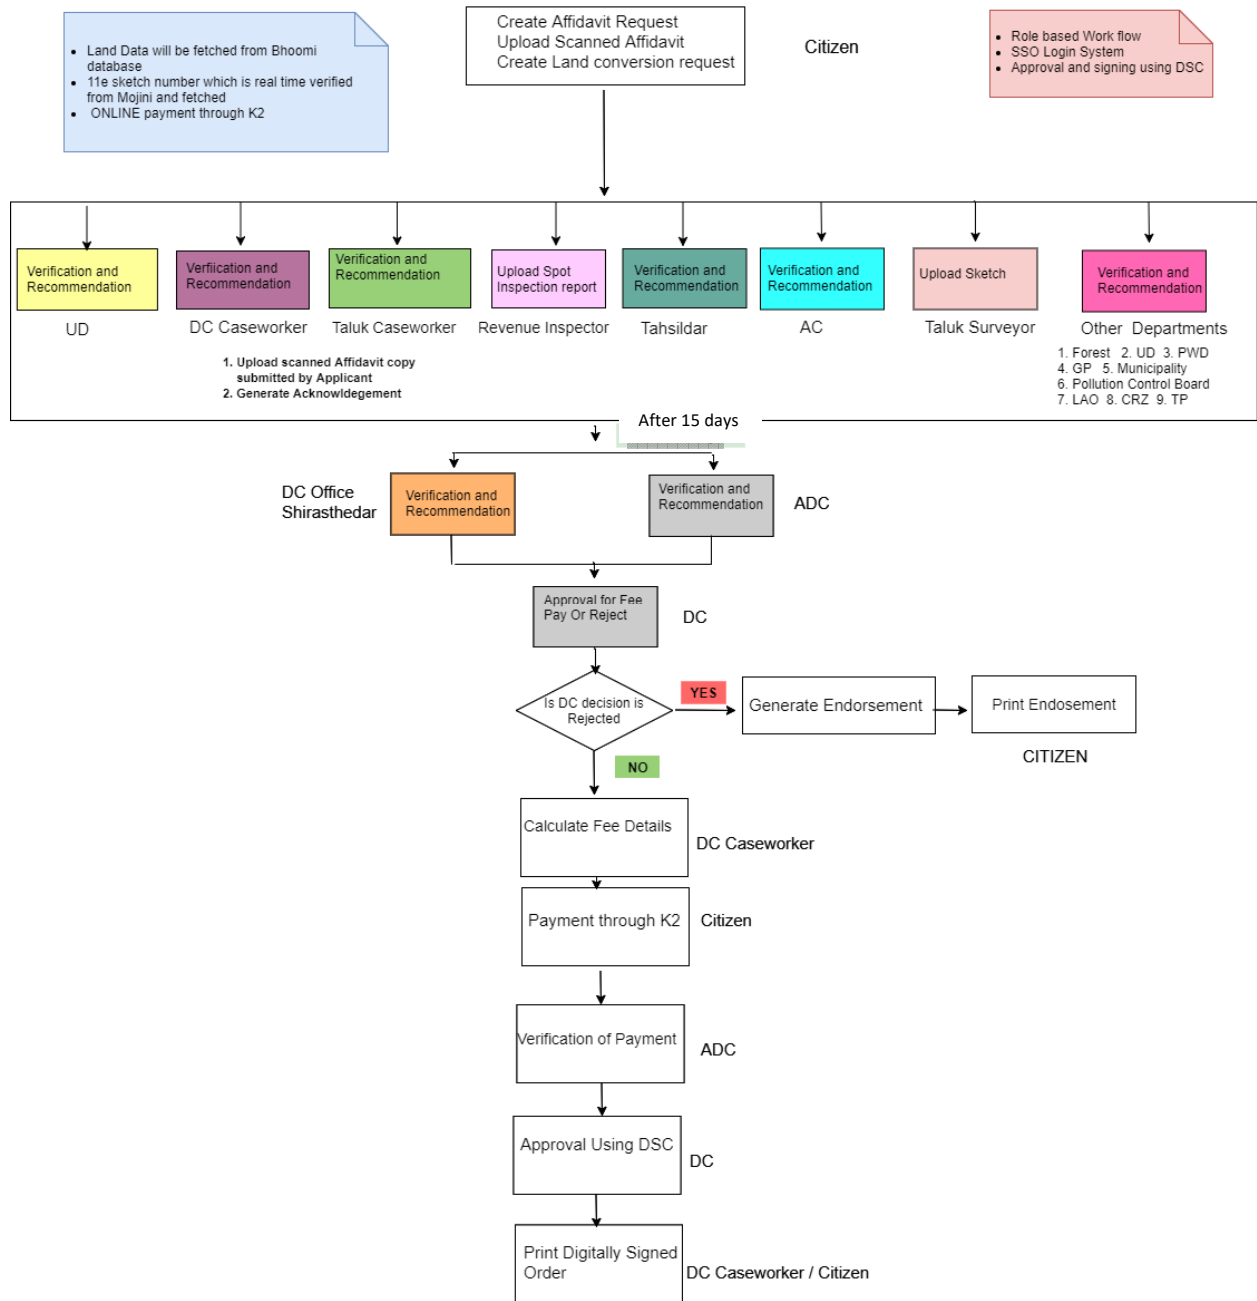 Land Data will be fetched from Bhoomi
database
11e sketch number which is real time verified
from Mojini and fetched
ONLINE payment through K2
Create Affidavit Request
Upload Scanned Affidavit
Create Land conversion request
Citizen
Role based Work flow
SSO Login System
Approval and signing using DSC
Verification and
Recommendation
UD
Verfiication and
Recommendation
DC Caseworker
Verification and
Recommendation
Taluk Caseworker
Upload Spot
Inspection report
Revenue Inspector
Verification and
Recommendation
Tahsildar
Verification and
Recommendation
AC
Upload Sketch
Taluk Surveyor
Verification and
Recommendation
Other Departments
1. Upload scanned Affidavit copy
submitted by Applicant
2. Generate Acknowldegement
1. Forest 2. UD 3. PWD
4. GP 5. Municipality
6. Pollution Control Board
7. LAO 8. CRZ 9. TP
After 15 days
DC Office
Shirasthedar
Verification and
Recommendation
Verification and
Recommendation
ADC
Approval for Fee
Pay Or Reject
DC
Is DC decision is
Rejected
YES
Generate Endorsement
Print Endosement
CITIZEN
NO
Calculate Fee Details
DC Caseworker
Payment through K2
Citizen
Verification of Payment
ADC
Approval Using DSC
DC
Print Digitally Signed
Order
DC Caseworker / Citizen